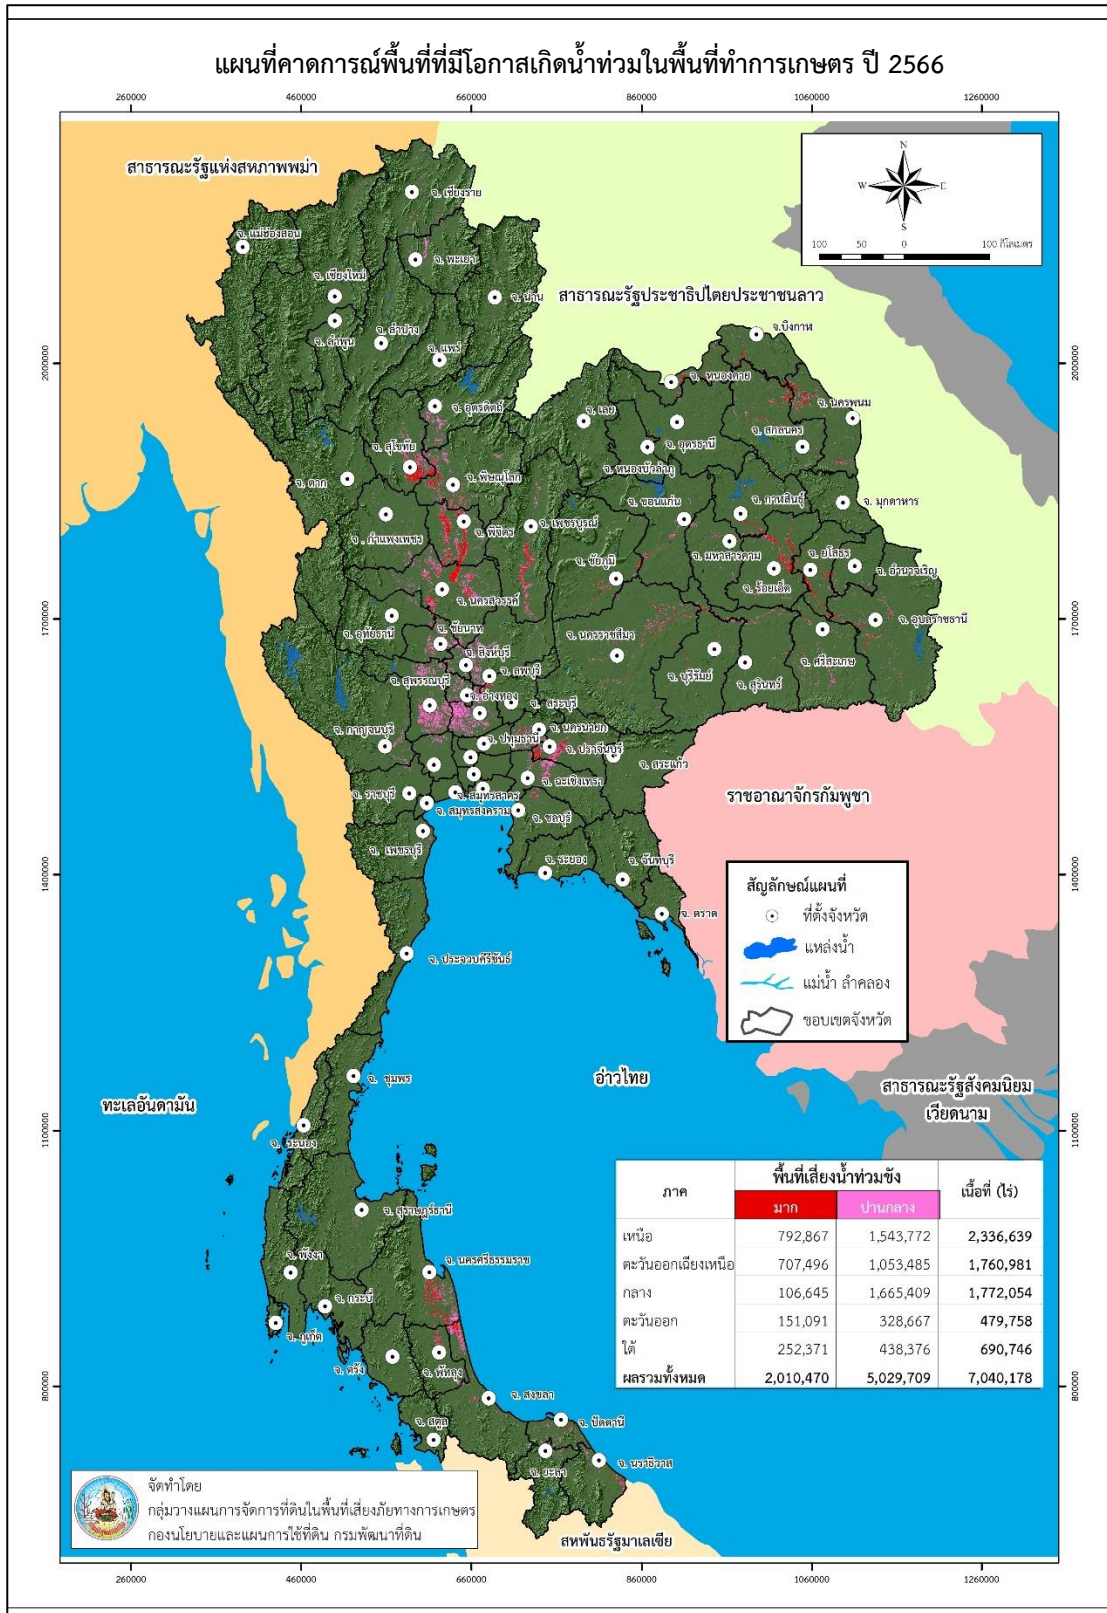 แผนที่คาดการณ์พื้นที่ที่มีโอกาสเกิดน้ำท่วมในพื้นที่ทำการเกษตร ปี 2566
260000 460000 660000 860000 1060000 1260000
สาธารณะรัฐแห่งสหภาพพม่า
N
W E
S
100 50 0 100 กิโลเมตร
จ. เชียงราย
จ. แม่ฮ่องสอน
จ. พะเยา
จ. เชียงใหม่
จ. น่าน
สาธารณะรัฐประชาธิปไตยประชาชนลาว
จ. ลำพูน
จ. ลำปาง
จ. แพร่
จ.บึงกาฬ
2000000
2000000
จ. หนองคาย
จ. อุตรดิตถ์
จ. เลย
จ. นครพนม
จ. สุโขทัย
จ. อุดรธานี
จ. สกลนคร
จ. หนองบัวลำภู
จ. ตาก
จ. พิษณุโลก
จ. ขอนแก่น
จ. กาฬสินธุ์
จ. มุกดาหาร
จ. กำแพงเพชร
จ. พิจิตร
จ. เพชรบูรณ์
จ. ชัยภูมิ
จ. มหาสารคาม
จ. ยโสธร
จ. อำนาจเจริญ
จ. ร้อยเอ็ด
จ. นครสวรรค์
1700000
1700000
จ. อุทัยธานี
จ. ชัยนาท
จ. นครราชสีมา
จ. อุบลราชธานี
จ. สิงห์บุรี
จ. ลพบุรี
จ. บุรีรัมย์
จ. สุรินทร์
จ. ศรีสะเกษ
จ. สุพรรณบุรี
จ. อ่างทอง
จ. สระบุรี
จ. กาญจนบุรี
จ. นครนายก
จ. ปทุมธานี
จ. ปราจีนบุรี
จ. สระแก้ว
จ. ฉะเชิงเทรา
จ. ราชบุรี
จ. สมุทรสาคร
จ. สมุทรสงคราม
จ. ชลบุรี
ราชอาณาจักรกัมพูชา
จ. เพชรบุรี
จ. ระยอง
จ. จันทบุรี
1400000
1400000
จ. ตราด
สัญลักษณ์แผนที่
ที่ตั้งจังหวัด
แหล่งน้ำ
แม่น้ำ ลำคลอง
ขอบเขตจังหวัด
จ. ประจวบคีรีขันธ์
จ. ชุมพร
อ่าวไทย
ทะเลอันดามัน
สาธารณะรัฐสังคมนิยม
เวียดนาม
1100000
1100000
จ. ระนอง
ภาค พื้นที่เสี่ยงน้ำท่วมขัง เนื้อที่ (ไร่)
มาก ปานกลาง
เหนือ 792,867 1,543,772 2,336,639
ตะวันออกเฉียงเหนือ 707,496 1,053,485 1,760,981
กลาง 106,645 1,665,409 1,772,054
ตะวันออก 151,091 328,667 479,758
ใต้ 252,371 438,376 690,746
ผลรวมทั้งหมด 2,010,470 5,029,709 7,040,178
จ. สุราษฎร์ธานี
จ. พังงา
จ. นครศรีธรรมราช
จ. กระบี่
จ. ภูเก็ต
จ. ตรัง
จ. พัทลุง
800000
800000
จ. สงขลา
จ. สตูล
จ. ปัตตานี
จ. ยะลา
จ. นราธิวาส
จัดทำโดย
กลุ่มวางแผนการจัดการที่ดินในพื้นที่เสี่ยงภัยทางการเกษตร
กองนโยบายและแผนการใช้ที่ดิน กรมพัฒนาที่ดิน
สหพันธรัฐมาเลเซีย
260000 460000 660000 860000 1060000 1260000